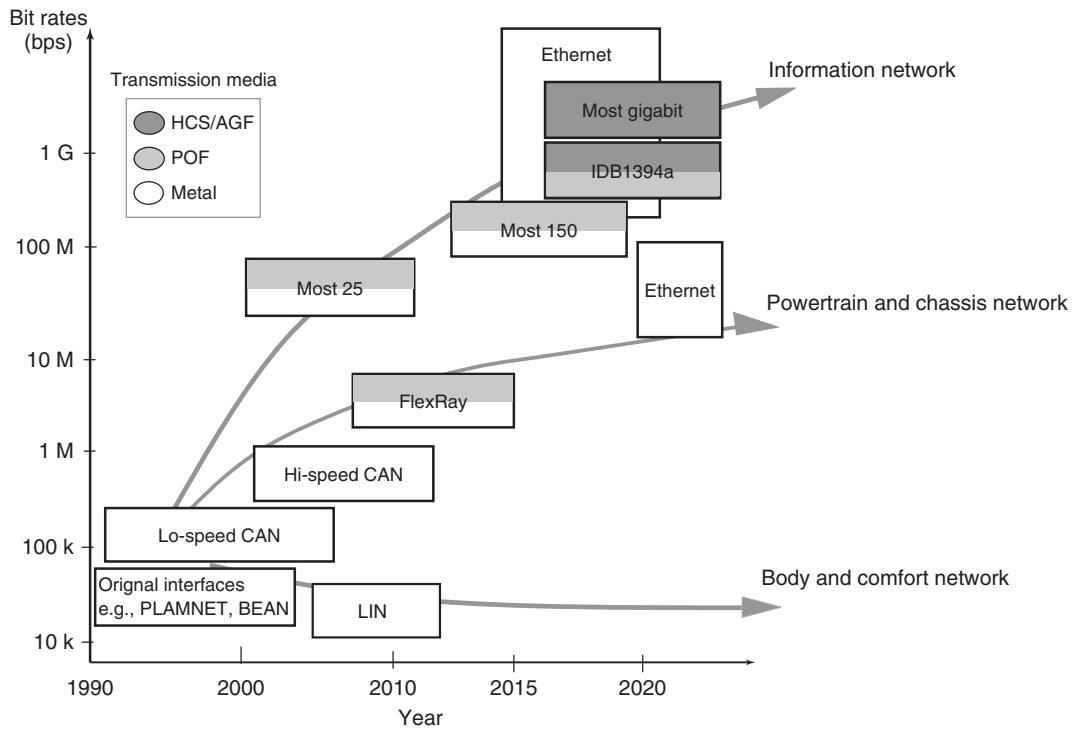 Bit rates
(bps)
Transmission media
HCS/AGF
POF
Metal
Ethernet
Information network
Most gigabit
1 G
IDB1394a
Most 150
100 M
Most 25
Ethernet
Powertrain and chassis network
10 M
FlexRay
1 M
Hi-speed CAN
Lo-speed CAN
100 k
Orignal interfaces
e.g., PLAMNET, BEAN
LIN
Body and comfort network
10 k
1990 2000 2010 2015 2020
Year